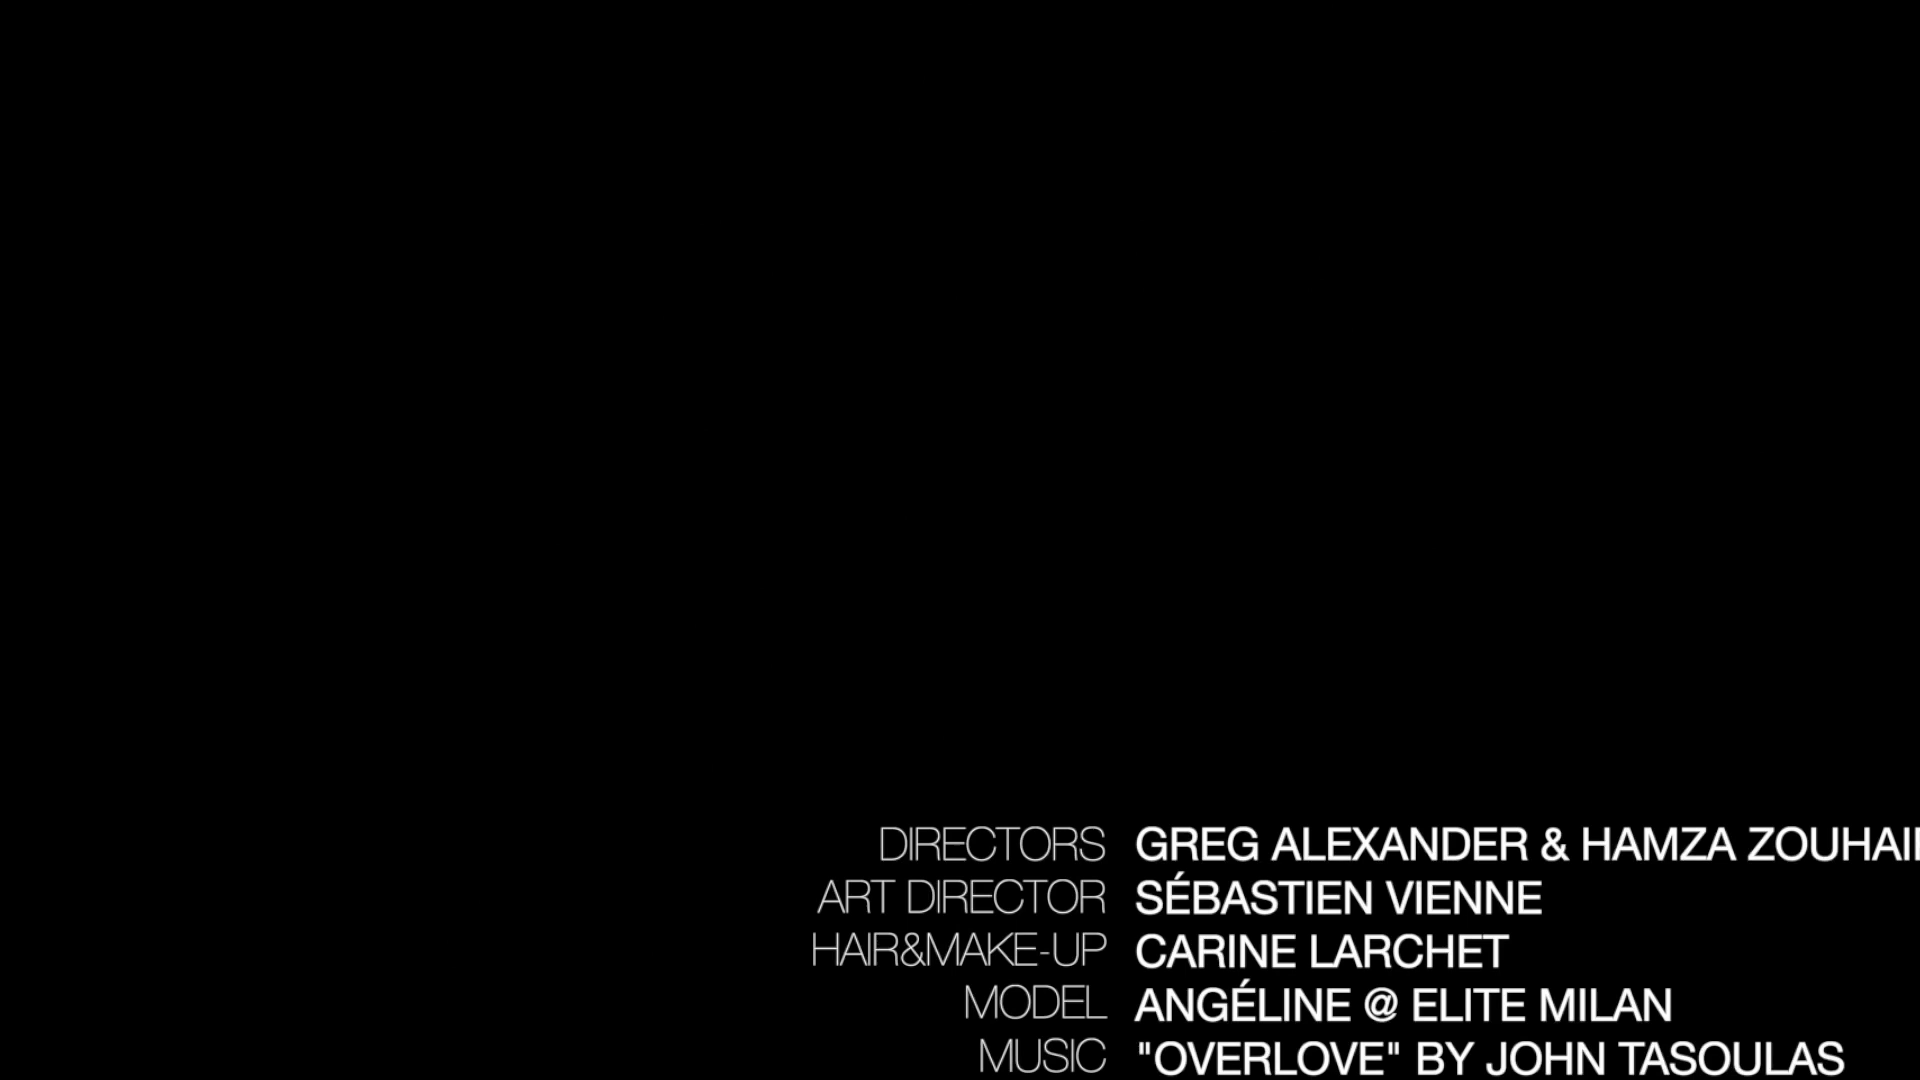 DIRECTORS GREG ALEXANDER & HAMZA
ART DIRECTOR SÉBASTIEN VIENNE
HAIR&MAKE-UP CARINE LARCHET
MODEL ANGÉLINE @ ELITE MILAN
MUSIC "OVERLOVE" BY JOHN TASOULAS